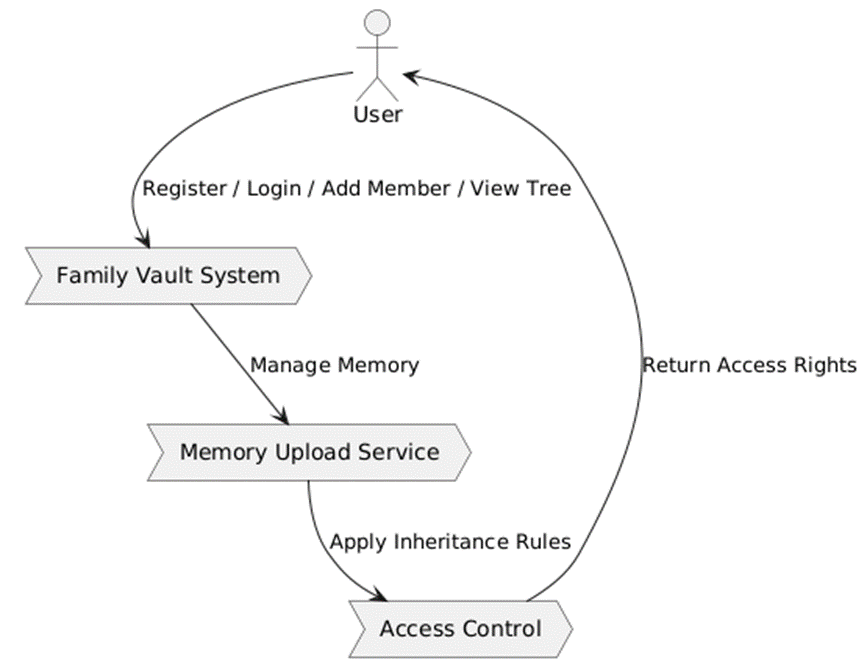 User
Register / Login / Add Member / View Tree
Family Vault System
Manage Memory
Return Access Rights
Memory Upload Service
Apply Inheritance Rules
Access Control